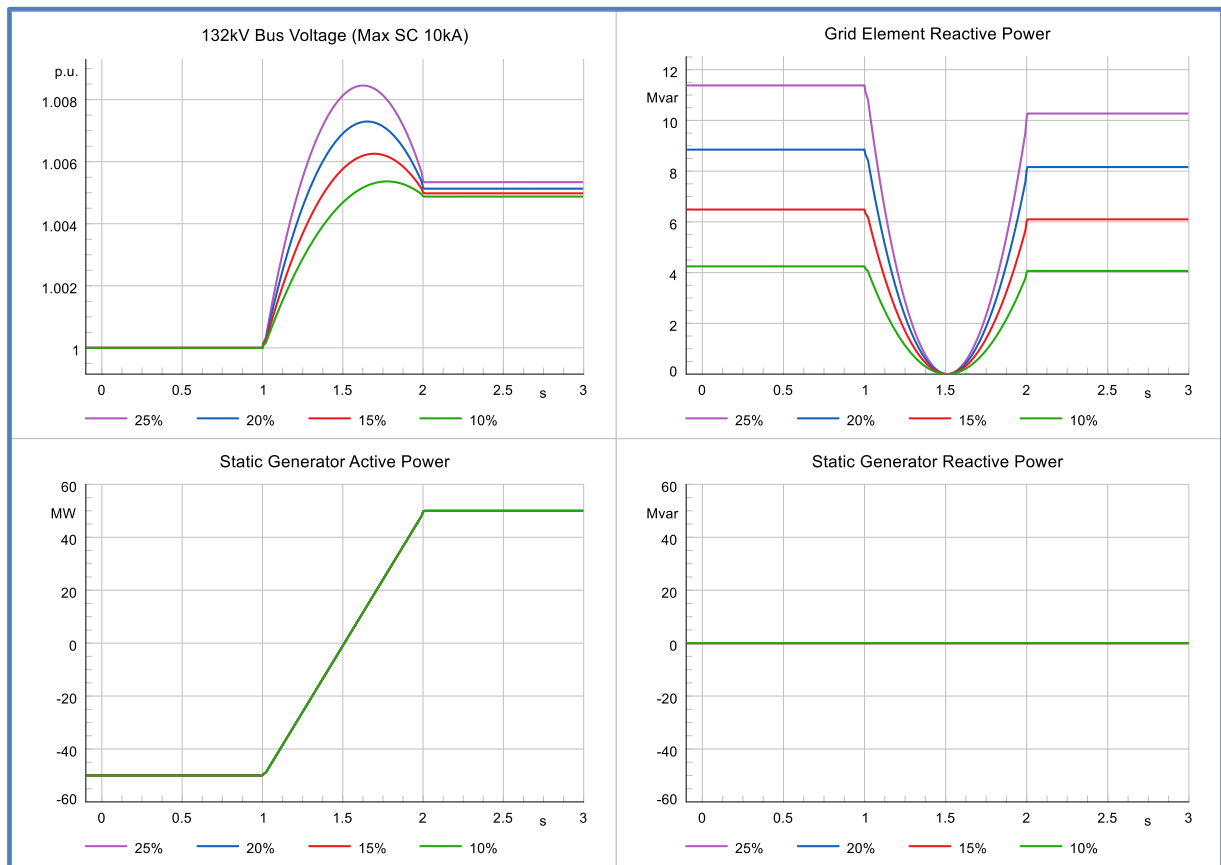 132kV Bus Voltage (Max SC 10kA)
p.u.
1.008
1.006
1.004
1.002
1
0 0.5 1 1.5 2 2.5 s 3
25% 20% 15% 10%
Grid Element Reactive Power
12
Mvar
10
8
6
4
2
0
0 0.5 1 1.5 2 2.5 s 3
25% 20% 15% 10%
Static Generator Active Power
60
MW
40
20
0
-20
-40
-60
0 0.5 1 1.5 2 2.5 s 3
25% 20% 15% 10%
Static Generator Reactive Power
60
Mvar
40
20
0
-20
-40
-60
0 0.5 1 1.5 2 2.5 s 3
25% 20% 15% 10%